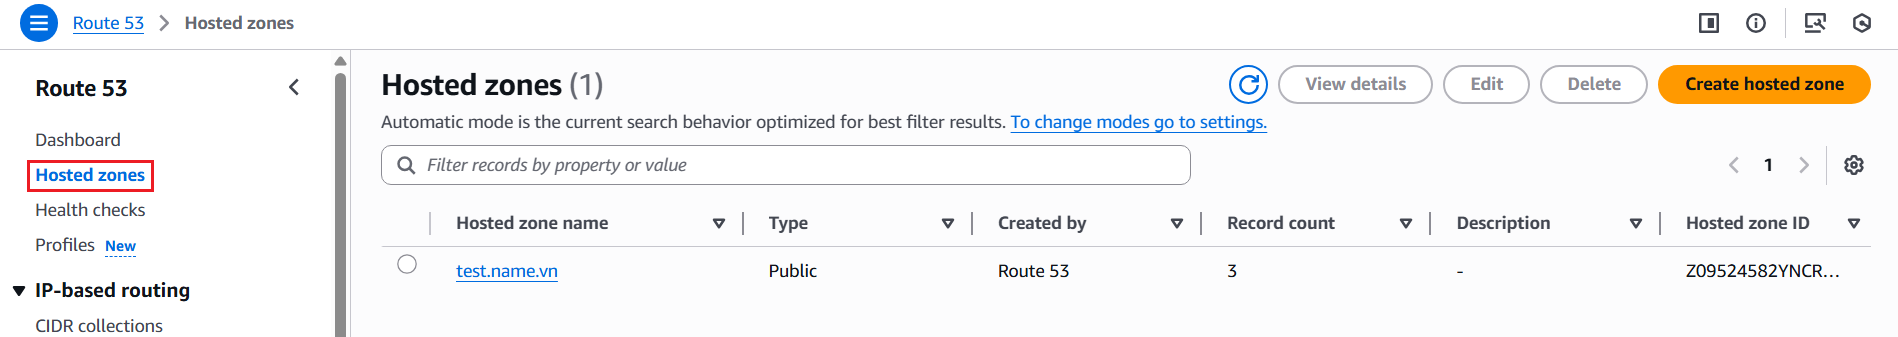 Route 53 > Hosted zones
Route 53
Dashboard
Hosted zones
Health checks
Profiles New
IP-based routing
CIDR collections
Hosted zones (1)
View details
Edit
Delete
Create hosted zone
Automatic mode is the current search behavior optimized for best filter results. To change modes go to settings.
Filter records by property or value
1
Hosted zone name Type Created by Record count Description Hosted zone ID
test.name.vn Public Route 53 3 - Z09524582YNCR...